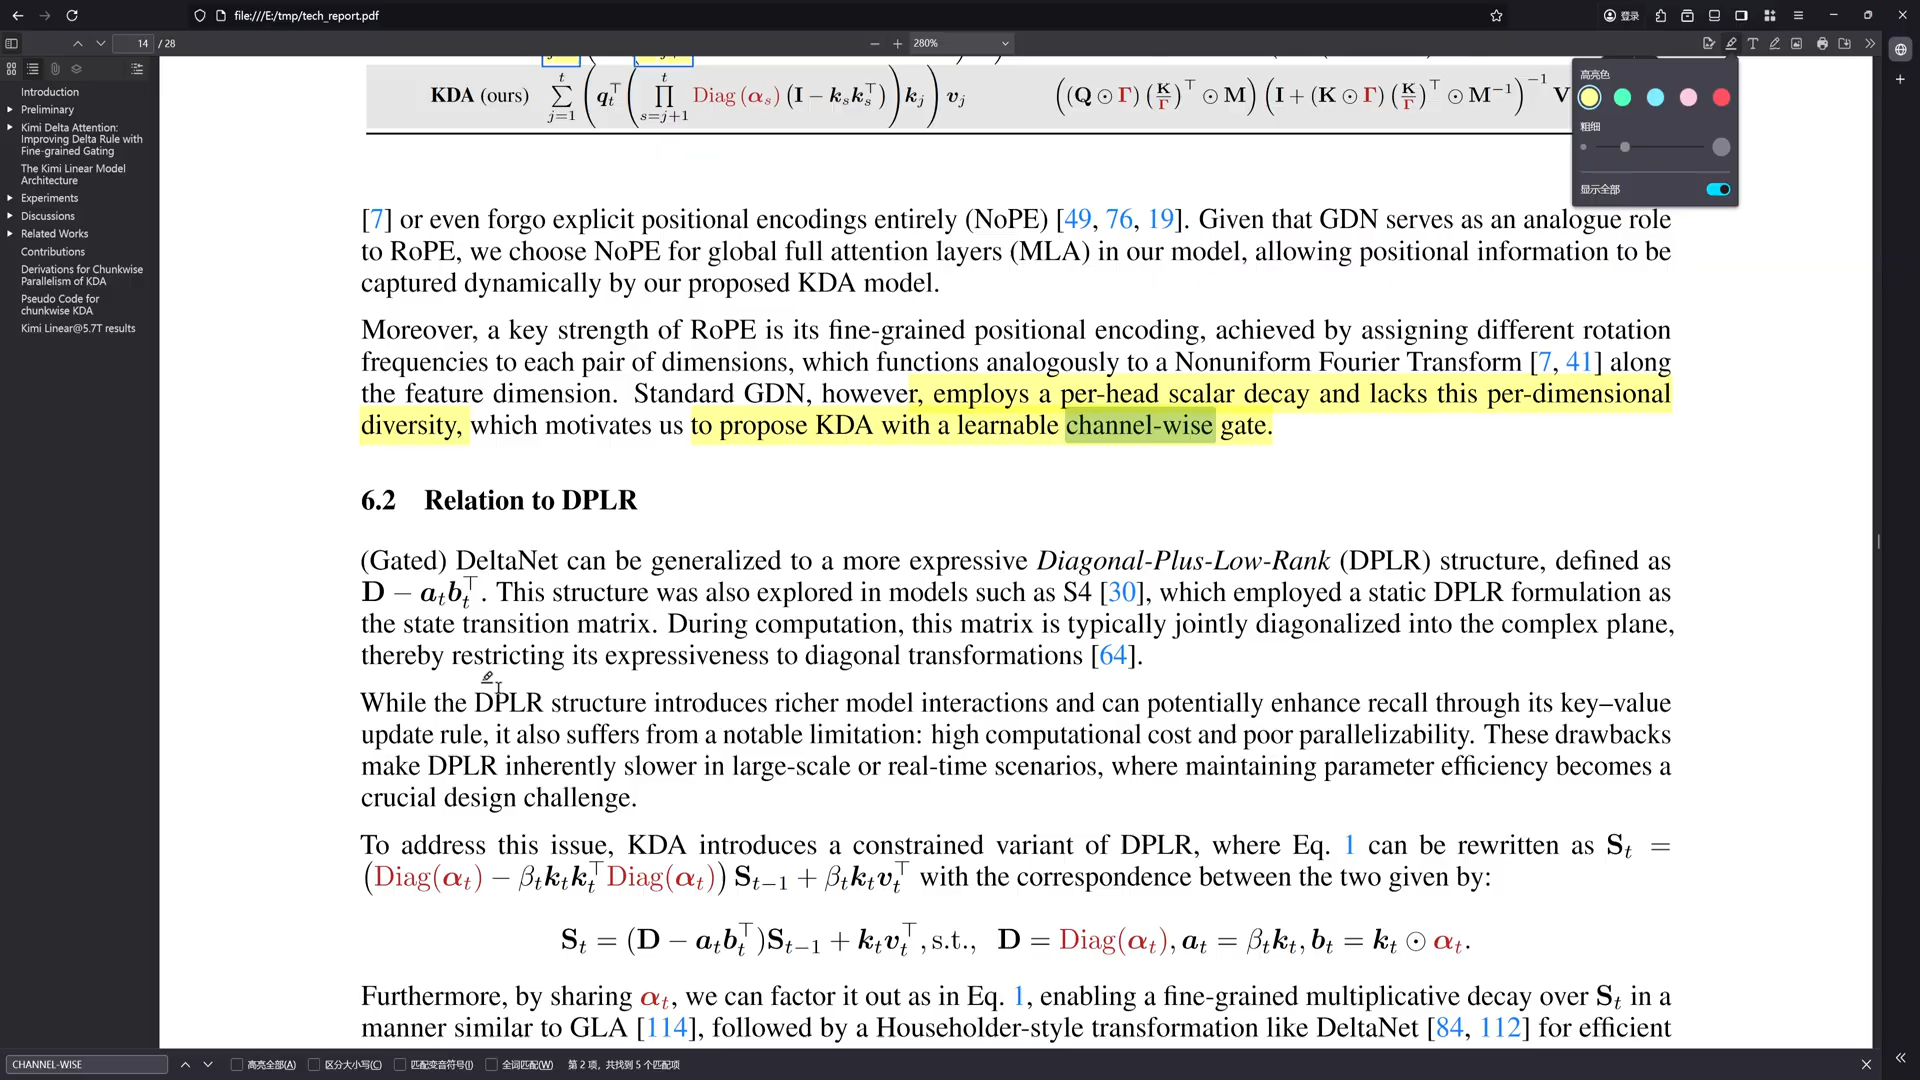 file:///E:/tmp/tech_report.pdf
登录
14 / 28
280%
Introduction
Preliminary
Kimi Delta Attention:
Improving Delta Rule with
Fine-grained Gating
The Kimi Linear Model
Architecture
Experiments
Discussions
Related Works
Contributions
Derivations for Chunkwise
Parallelism of KDA
Pseudo Code for
chunkwise KDA
Kimi Linear@5.7T results
高亮色
粗细
显示全部
KDA (ours) ∑_{j=1}^{t} ( q_t^⊤ ( ∏_{s=j+1}^{t} Diag (α_s) (I − k_s k_s^⊤) ) k_j ) v_j ((Q ⊙ Γ) (K/Γ)^⊤ ⊙ M) (I + (K ⊙ Γ) (K/Γ)^⊤ ⊙ M^{−1})^{−1} V
[7] or even forgo explicit positional encodings entirely (NoPE) [49, 76, 19]. Given that GDN serves as an analogue role
to RoPE, we choose NoPE for global full attention layers (MLA) in our model, allowing positional information to be
captured dynamically by our proposed KDA model.
Moreover, a key strength of RoPE is its fine-grained positional encoding, achieved by assigning different rotation
frequencies to each pair of dimensions, which functions analogously to a Nonuniform Fourier Transform [7, 41] along
the feature dimension. Standard GDN, however, employs a per-head scalar decay and lacks this per-dimensional
diversity, which motivates us to propose KDA with a learnable channel-wise gate.
6.2 Relation to DPLR
(Gated) DeltaNet can be generalized to a more expressive Diagonal-Plus-Low-Rank (DPLR) structure, defined as
D − a_t b_t^⊤. This structure was also explored in models such as S4 [30], which employed a static DPLR formulation as
the state transition matrix. During computation, this matrix is typically jointly diagonalized into the complex plane,
thereby restricting its expressiveness to diagonal transformations [64].
While the DPLR structure introduces richer model interactions and can potentially enhance recall through its key–value
update rule, it also suffers from a notable limitation: high computational cost and poor parallelizability. These drawbacks
make DPLR inherently slower in large-scale or real-time scenarios, where maintaining parameter efficiency becomes a
crucial design challenge.
To address this issue, KDA introduces a constrained variant of DPLR, where Eq. 1 can be rewritten as S_t =
(Diag(α_t) − β_t k_t k_t^⊤ Diag(α_t)) S_{t−1} + β_t k_t v_t^⊤ with the correspondence between the two given by:
S_t = (D − a_t b_t^⊤)S_{t−1} + k_t v_t^⊤, s.t., D = Diag(α_t), a_t = β_t k_t, b_t = k_t ⊙ α_t.
Furthermore, by sharing α_t, we can factor it out as in Eq. 1, enabling a fine-grained multiplicative decay over S_t in a
manner similar to GLA [114], followed by a Householder-style transformation like DeltaNet [84, 112] for efficient
CHANNEL-WISE
高亮全部(A)
区分大小写(C)
匹配变音符号(I)
全词匹配(W)
第 2 项，共找到 5 个匹配项